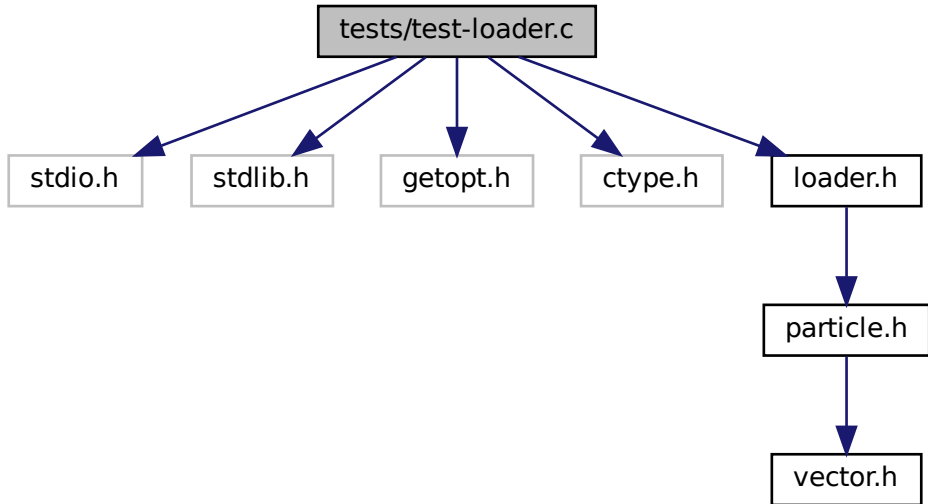 tests/test-loader.c
stdio.h
stdlib.h
getopt.h
ctype.h
loader.h
particle.h
vector.h